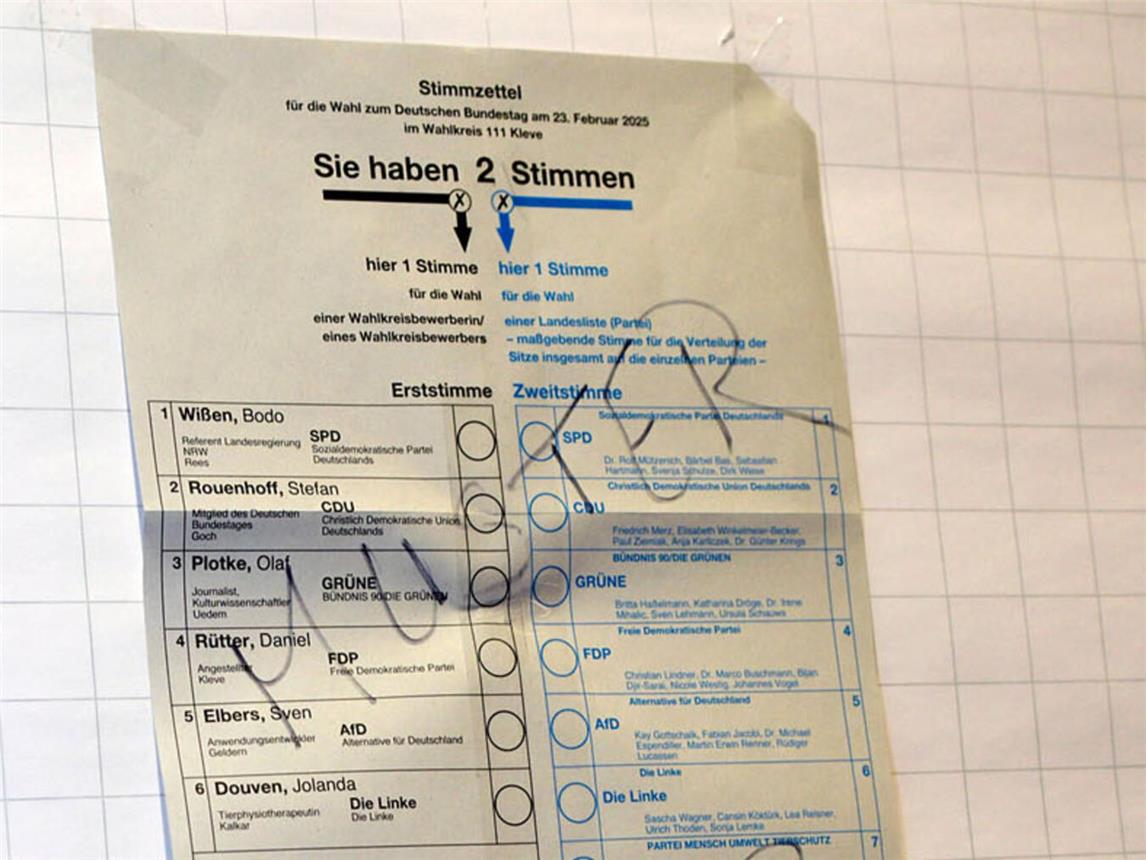 Stimmzettel
für die Wahl zum Deutschen Bundestag am 23. Februar 2025
im Wahlkreis 111 Kleve
Sie haben 2 Stimmen
X X
hier 1 Stimme
für die Wahl
einer Wahlkreisbewerberin/
eines Wahlkreisbewerbers
hier 1 Stimme
für die Wahl
einer Landesliste (Partei)
– maßgebende Stimme für die Verteilung der
Sitze insgesamt auf die einzelnen Parteien –
Erststimme
1 Wißen, Bodo
Referent Landesregierung
NRW
Rees
SPD
Sozialdemokratische Partei
Deutschlands
2 Rouenhoff, Stefan
Mitglied des Deutschen
Bundestages
Goch
CDU
Christlich Demokratische Union
Deutschlands
3 Plotke, Olaf
Journalist,
Kulturwissenschaftler
Uedem
GRÜNE
BÜNDNIS 90/DIE GRÜNEN
4 Rütter, Daniel
Angestellter
Kleve
FDP
Freie Demokratische Partei
5 Elbers, Sven
Anwendungsentwickler
Geldern
AfD
Alternative für Deutschland
6 Douven, Jolanda
Tierphysiotherapeutin
Kalkar
Die Linke
Die Linke
Zweitstimme
Sozialdemokratische Partei Deutschlands 1
SPD
Dr. Rolf Mützenich, Bärbel Bas, Sebastian
Hartmann, Svenja Schulze, Dirk Wiese
Christlich Demokratische Union Deutschlands 2
CDU
Friedrich Merz, Elisabeth Winkelmeier-Becker,
Paul Ziemiak, Anja Karliczek, Dr. Günter Krings
BÜNDNIS 90/DIE GRÜNEN 3
GRÜNE
Britta Haßelmann, Katharina Dröge, Dr. Irene
Mihalic, Sven Lehmann, Ursula Schauws
Freie Demokratische Partei 4
FDP
Christian Lindner, Dr. Marco Buschmann, Bijan
Djir-Sarai, Nicole Westig, Johannes Vogel
Alternative für Deutschland 5
AfD
Kay Gottschalk, Fabian Jacobi, Dr. Michael
Espendiller, Martin Erwin Renner, Rüdiger
Lucassen
Die Linke 6
Die Linke
Sascha Wagner, Cansin Köktürk, Lea Reisner,
Ulrich Thoden, Sonja Lemke
PARTEI MENSCH UMWELT TIERSCHUTZ 7
MUSTER